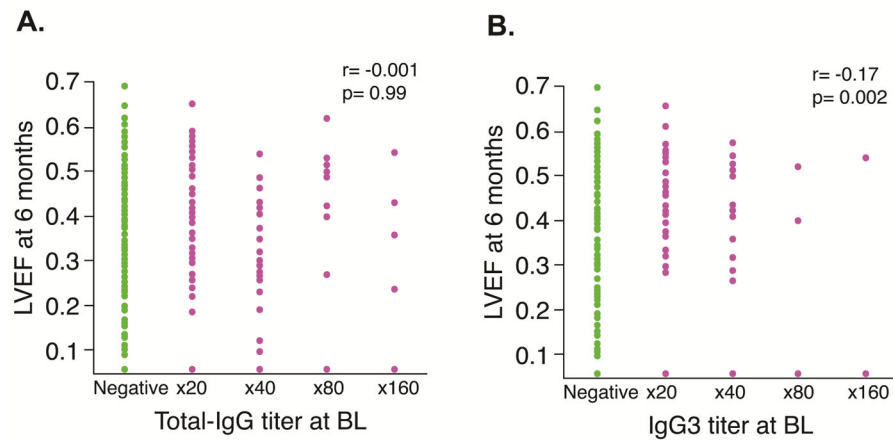 A.
r= -0.001
p= 0.99
LVEF at 6 months
0.7
0.6
0.5
0.4
0.3
0.2
0.1
Negative x20 x40 x80 x160
Total-IgG titer at BL
B.
r= -0.17
p= 0.002
LVEF at 6 months
0.7
0.6
0.5
0.4
0.3
0.2
0.1
Negative x20 x40 x80 x160
IgG3 titer at BL